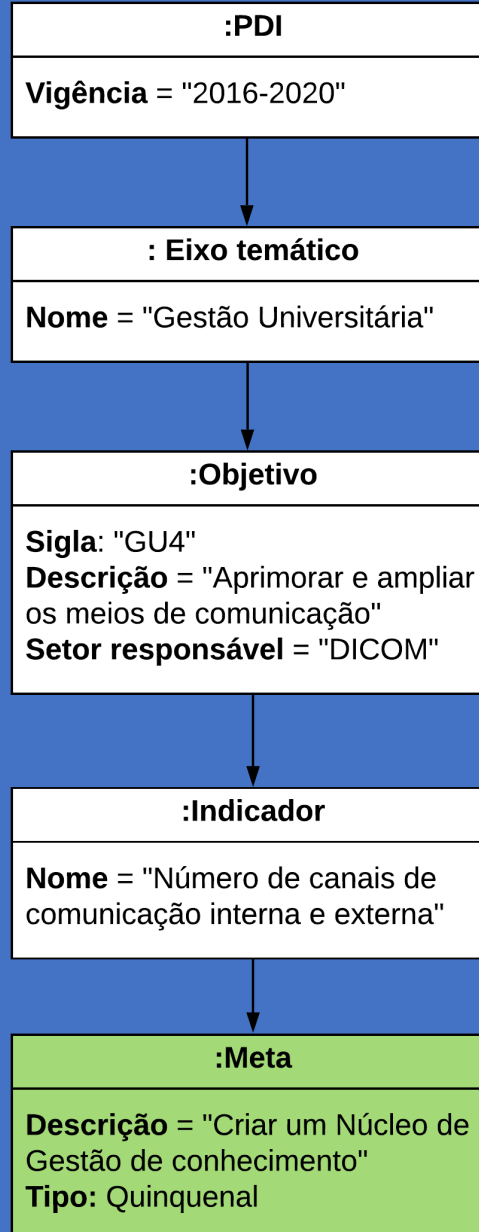 :PDI
Vigência = "2016-2020"
: Eixo temático
Nome = "Gestão Universitária"
:Objetivo
Sigla: "GU4"
Descrição = "Aprimorar e ampliar
os meios de comunicação"
Setor responsável = "DICOM"
:Indicador
Nome = "Número de canais de
comunicação interna e externa"
:Meta
Descrição = "Criar um Núcleo de
Gestão de conhecimento"
Tipo: Quinquenal